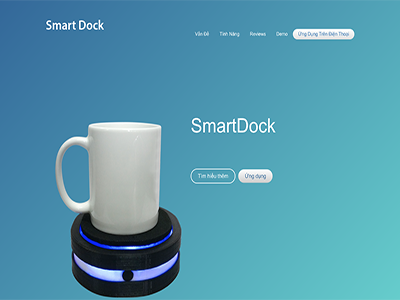 Smart Dock
Vấn Đề Tính Năng Reviews Demo Ứng Dụng Trên Điện Thoại
SmartDock
Tìm hiểu thêm Ứng dụng